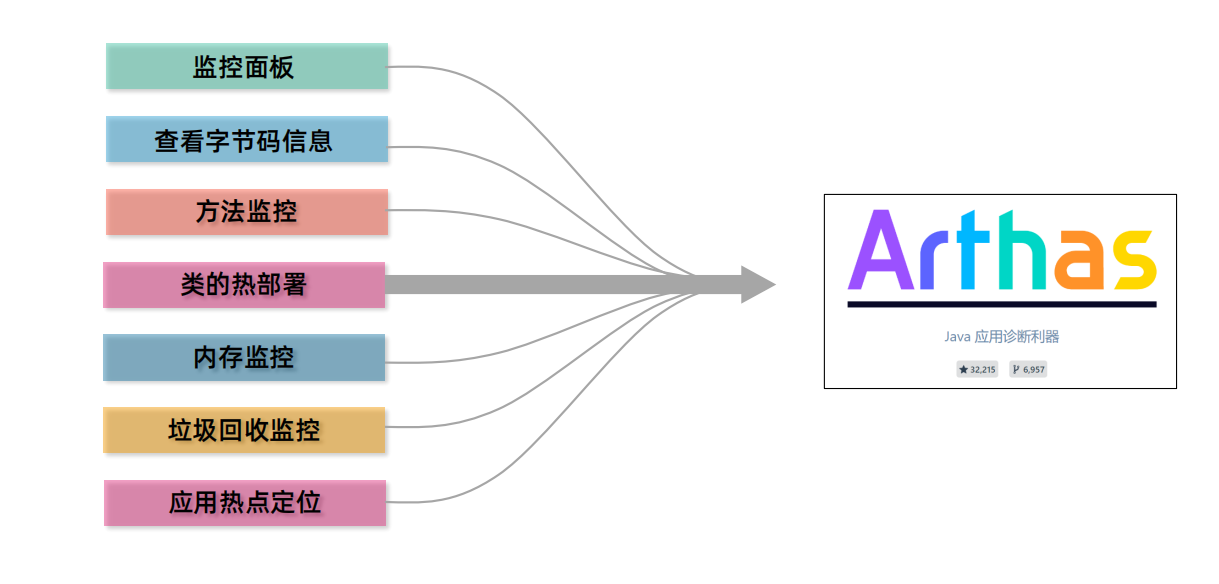 监控面板
查看字节码信息
方法监控
类的热部署
内存监控
垃圾回收监控
应用热点定位
Arthas
Java 应用诊断利器
32,215 6,957